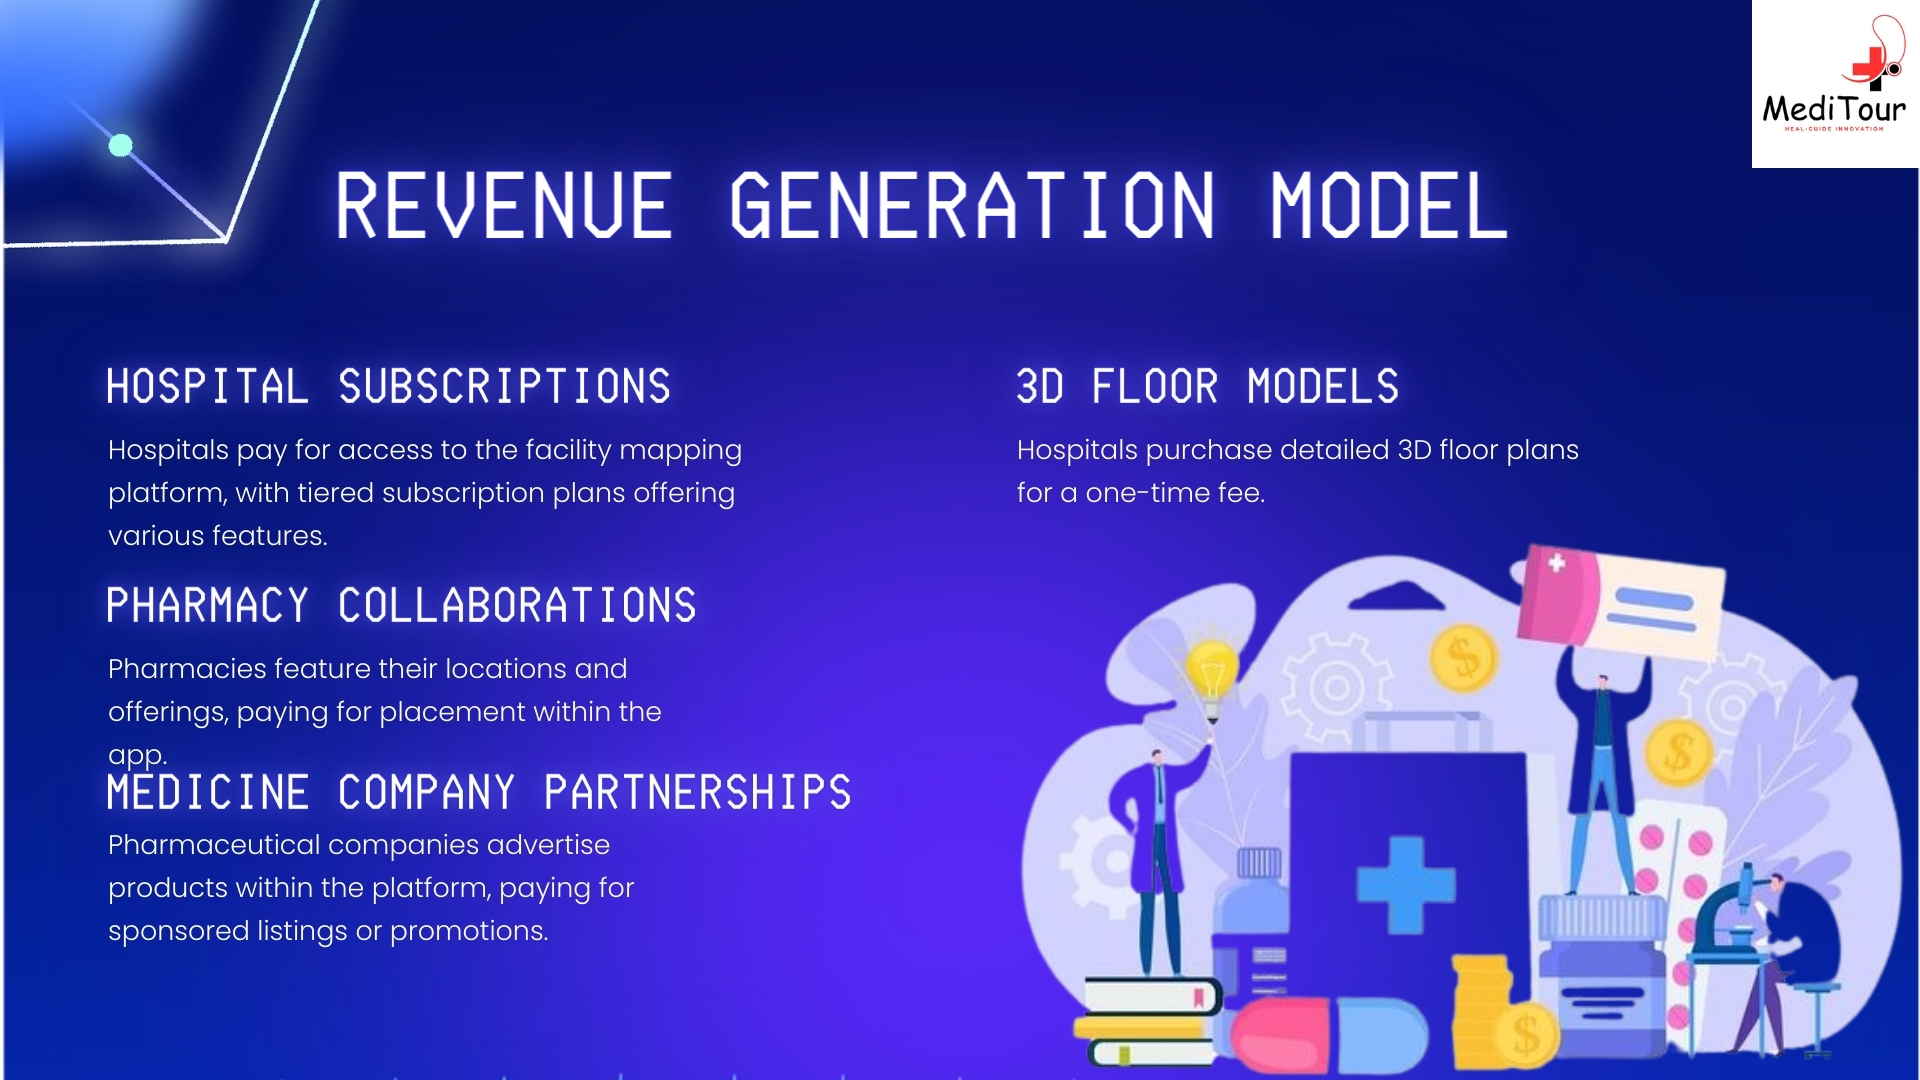 MediTour
HEAL-GUIDE INNOVATION
REVENUE GENERATION MODEL
HOSPITAL SUBSCRIPTIONS
Hospitals pay for access to the facility mapping
platform, with tiered subscription plans offering
various features.
PHARMACY COLLABORATIONS
Pharmacies feature their locations and
offerings, paying for placement within the
app.
MEDICINE COMPANY PARTNERSHIPS
Pharmaceutical companies advertise
products within the platform, paying for
sponsored listings or promotions.
3D FLOOR MODELS
Hospitals purchase detailed 3D floor plans
for a one-time fee.
$
$
$